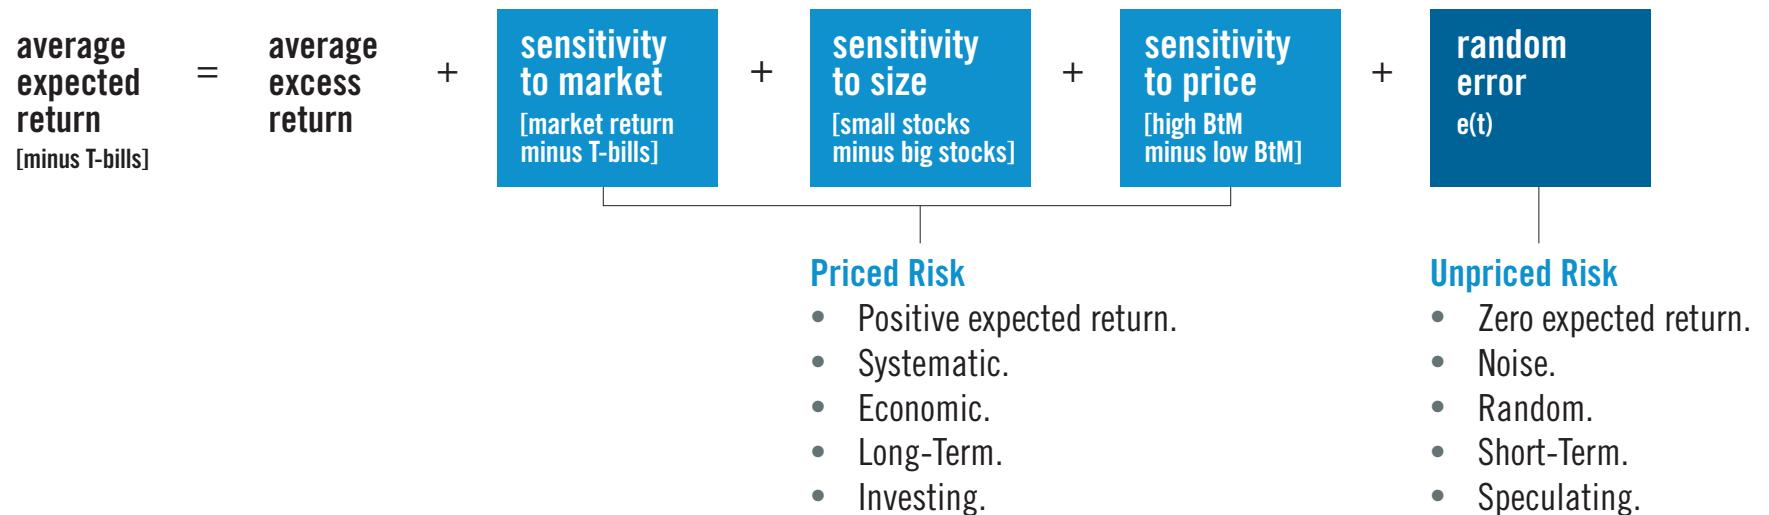 average
expected
return
[minus T-bills]
=
average
excess
return
+
sensitivity
to market
[market return
minus T-bills]
+
sensitivity
to size
[small stocks
minus big stocks]
+
sensitivity
to price
[high BtM
minus low BtM]
+
random
error
e(t)
Priced Risk
• Positive expected return.
• Systematic.
• Economic.
• Long-Term.
• Investing.
Unpriced Risk
• Zero expected return.
• Noise.
• Random.
• Short-Term.
• Speculating.